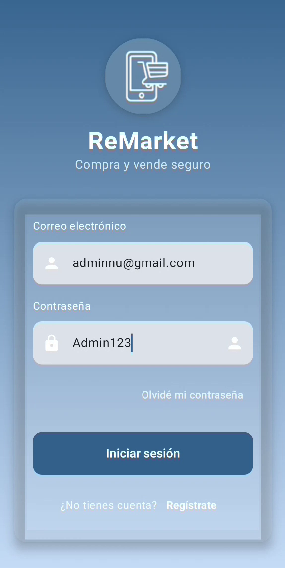 ReMarket
Compra y vende seguro
Correo electrónico
adminnu@gmail.com
Contraseña
Admin123
Olvidé mi contraseña
Iniciar sesión
¿No tienes cuenta? Regístrate